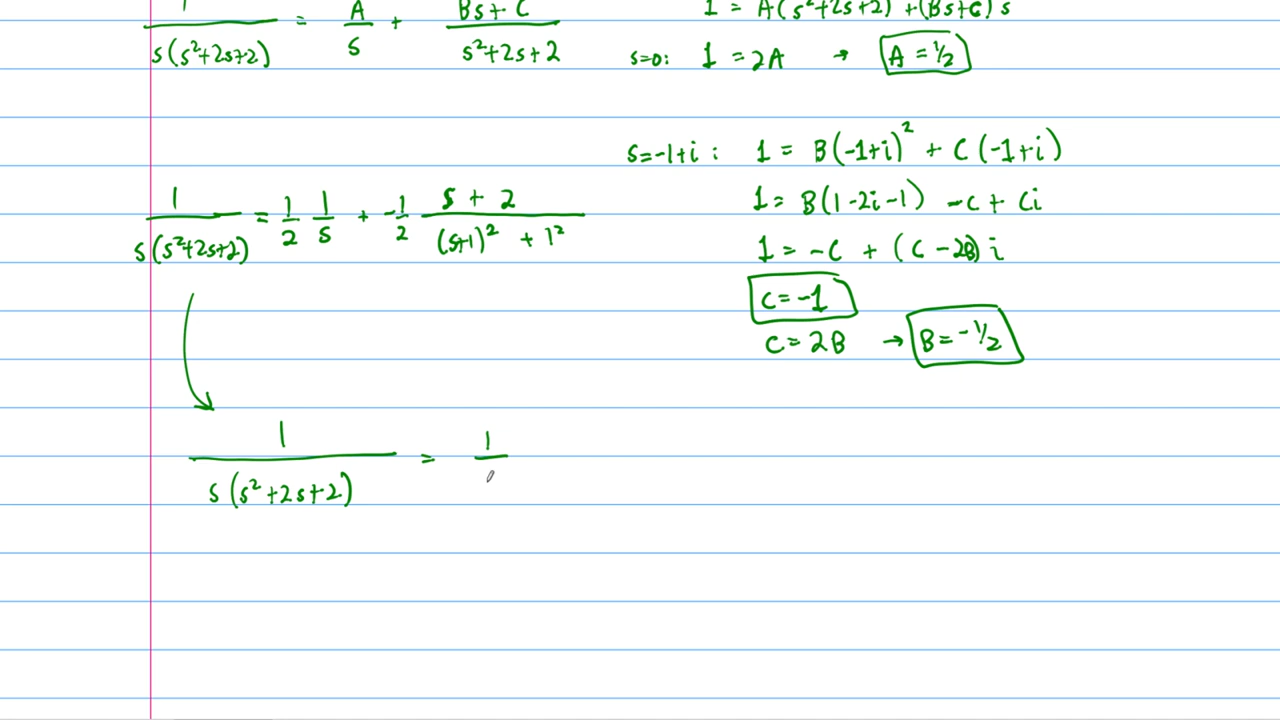 1/(s(s²+2s+2)) = A/s + (Bs+C)/(s²+2s+2)
1 = A(s²+2s+2) + (Bs+C) s
s=0: 1 = 2A → A = 1/2
s=-1+i : 1 = B(-1+i)² + C(-1+i)
1 = B(1-2i-1) -C + Ci
1 = -C + (C-2B) i
C = -1
C = 2B → B = -1/2
1/(s(s²+2s+2)) = 1/2 1/s + -1/2 (s+2)/((s+1)² + 1²)
1/(s(s²+2s+2)) = 1/